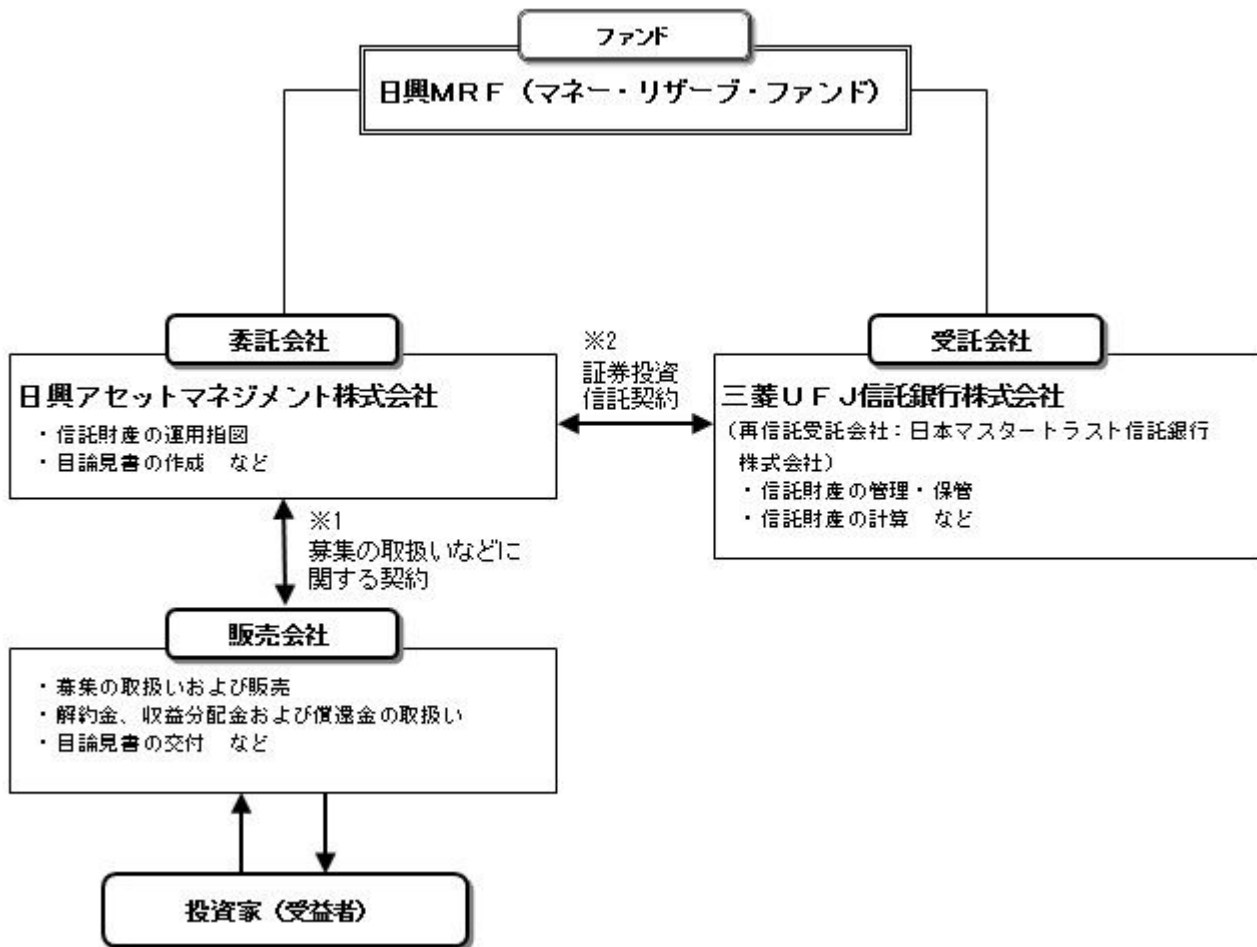 ファンド
日興MRF（マネー・リザーブ・ファンド）
委託会社
日興アセットマネジメント株式会社
・信託財産の運用指図
・目論見書の作成　など
※2
証券投資
信託契約
受託会社
三菱UFJ信託銀行株式会社
（再信託受託会社：日本マスタートラスト信託銀行
株式会社）
・信託財産の管理・保管
・信託財産の計算　など
※1
募集の取扱いなどに
関する契約
販売会社
・募集の取扱いおよび販売
・解約金、収益分配金および償還金の取扱い
・目論見書の交付　など
投資家（受益者）